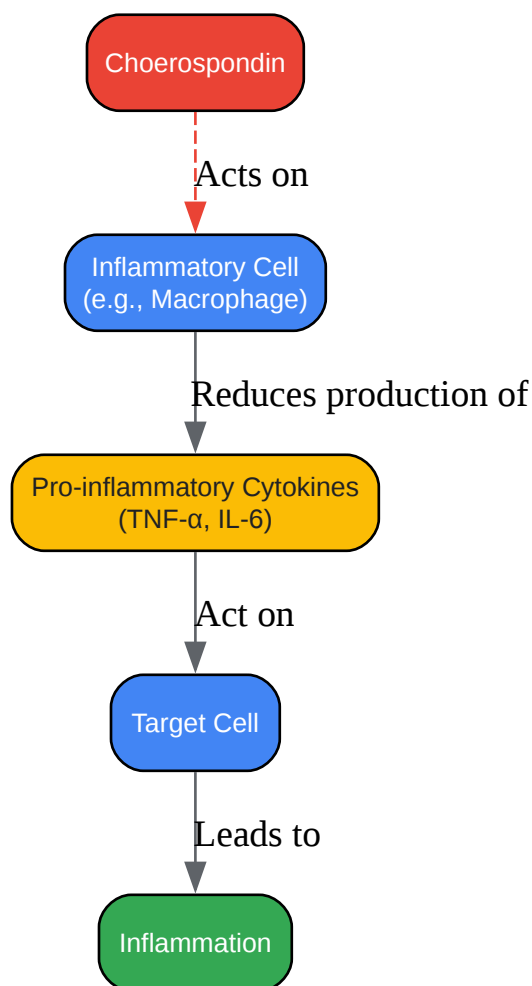 Choerospondin
Acts on
Inflammatory Cell
(e.g., Macrophage)
Reduces production of
Pro-inflammatory Cytokines
(TNF-α, IL-6)
Act on
Target Cell
Leads to
Inflammation